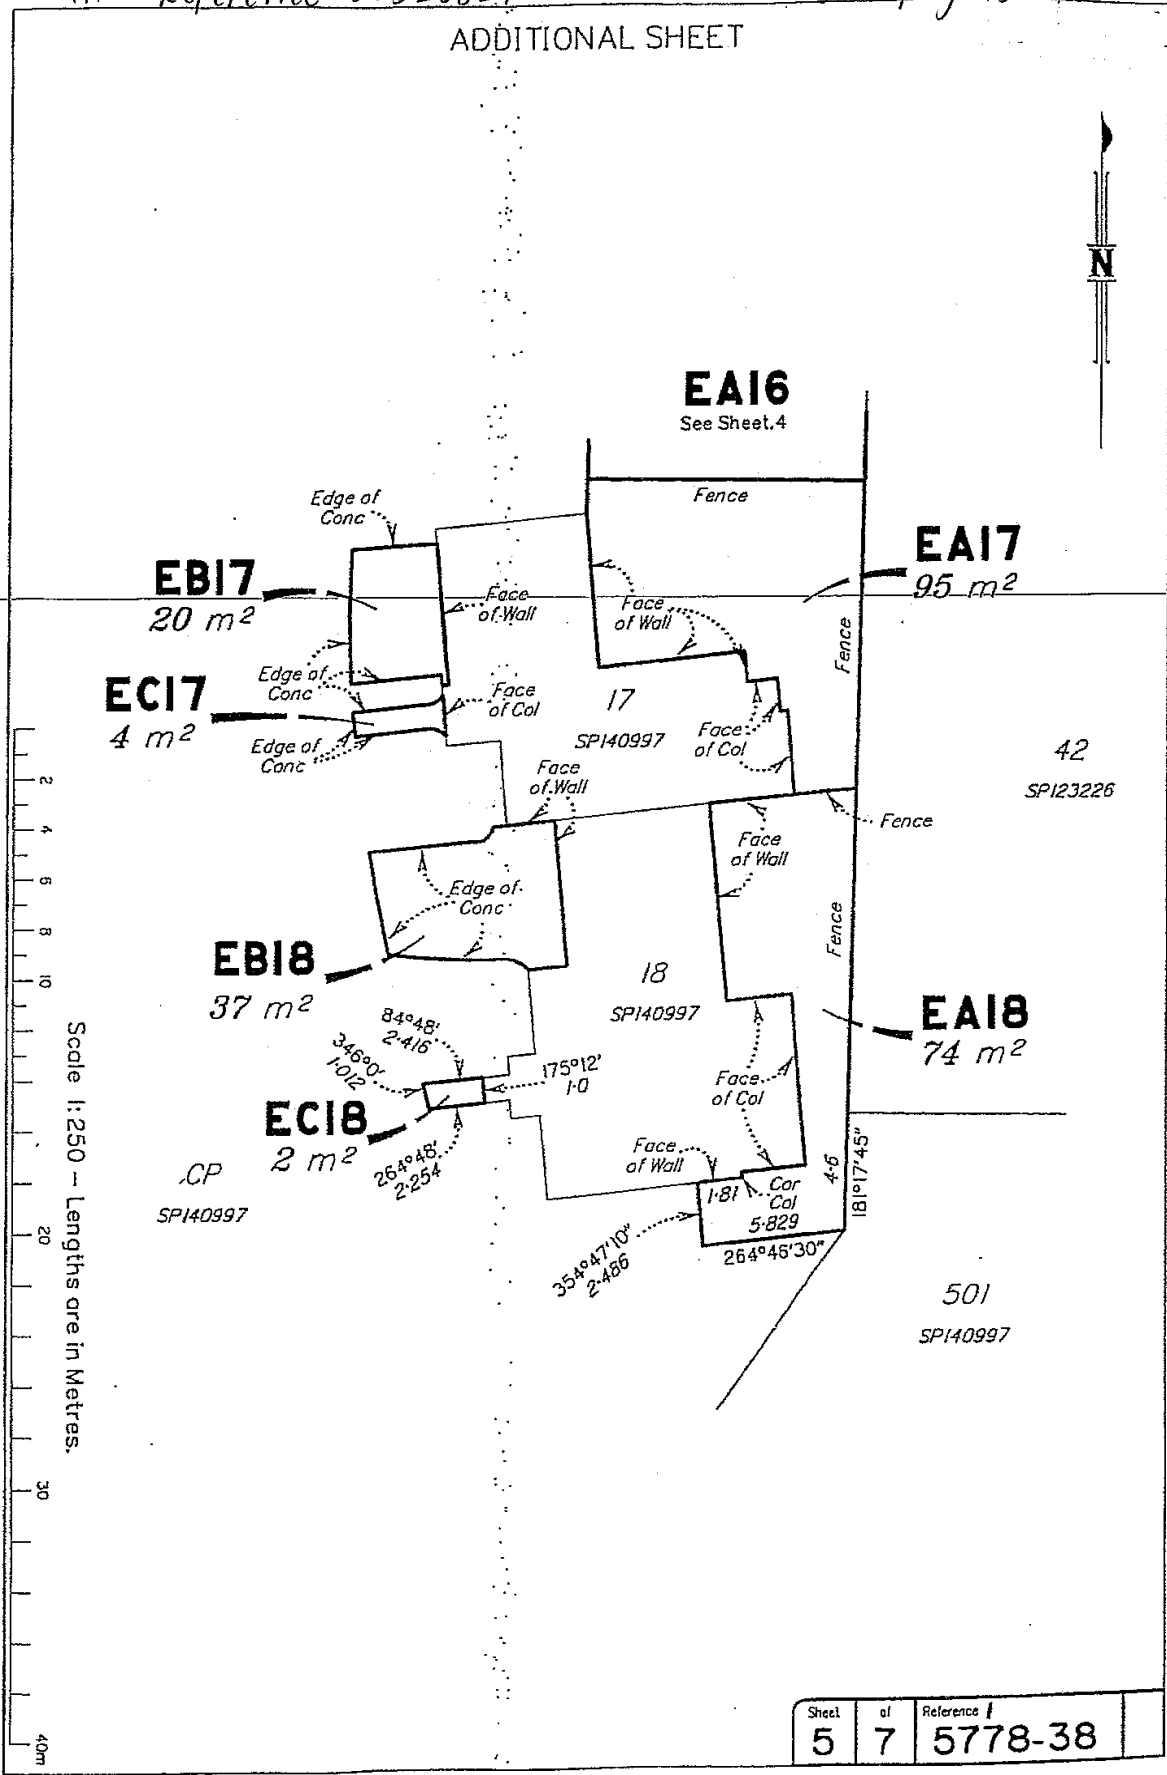 ADDITIONAL SHEET
N
EA16
See Sheet.4
Fence
Edge of
Conc
EB17
20 m²
Face
of Wall
Face
of Wall
EA17
95 m²
Fence
Edge of
Conc
EC17
4 m²
Face
of Col
17
SP140997
Face
of Col
Edge of
Conc
42
SP123226
Face
of Wall
Fence
Face
of Wall
Edge of
Conc
Fence
EB18
37 m²
18
SP140997
EA18
74 m²
84°48'
2·416
346°0'
1·012
175°12'
1·0
EC18
2 m²
264°48'
2·254
Face
of Col
Face
of Wall
1·81
Cor
Col
5·829
264°46'30"
4·6
181°17'45"
354°47'10"
2·486
CP
SP140997
501
SP140997
2
4
6
8
10
20
30
40m
Scale 1:250 – Lengths are in Metres.
Sheet
5
of
7
Reference
5778-38